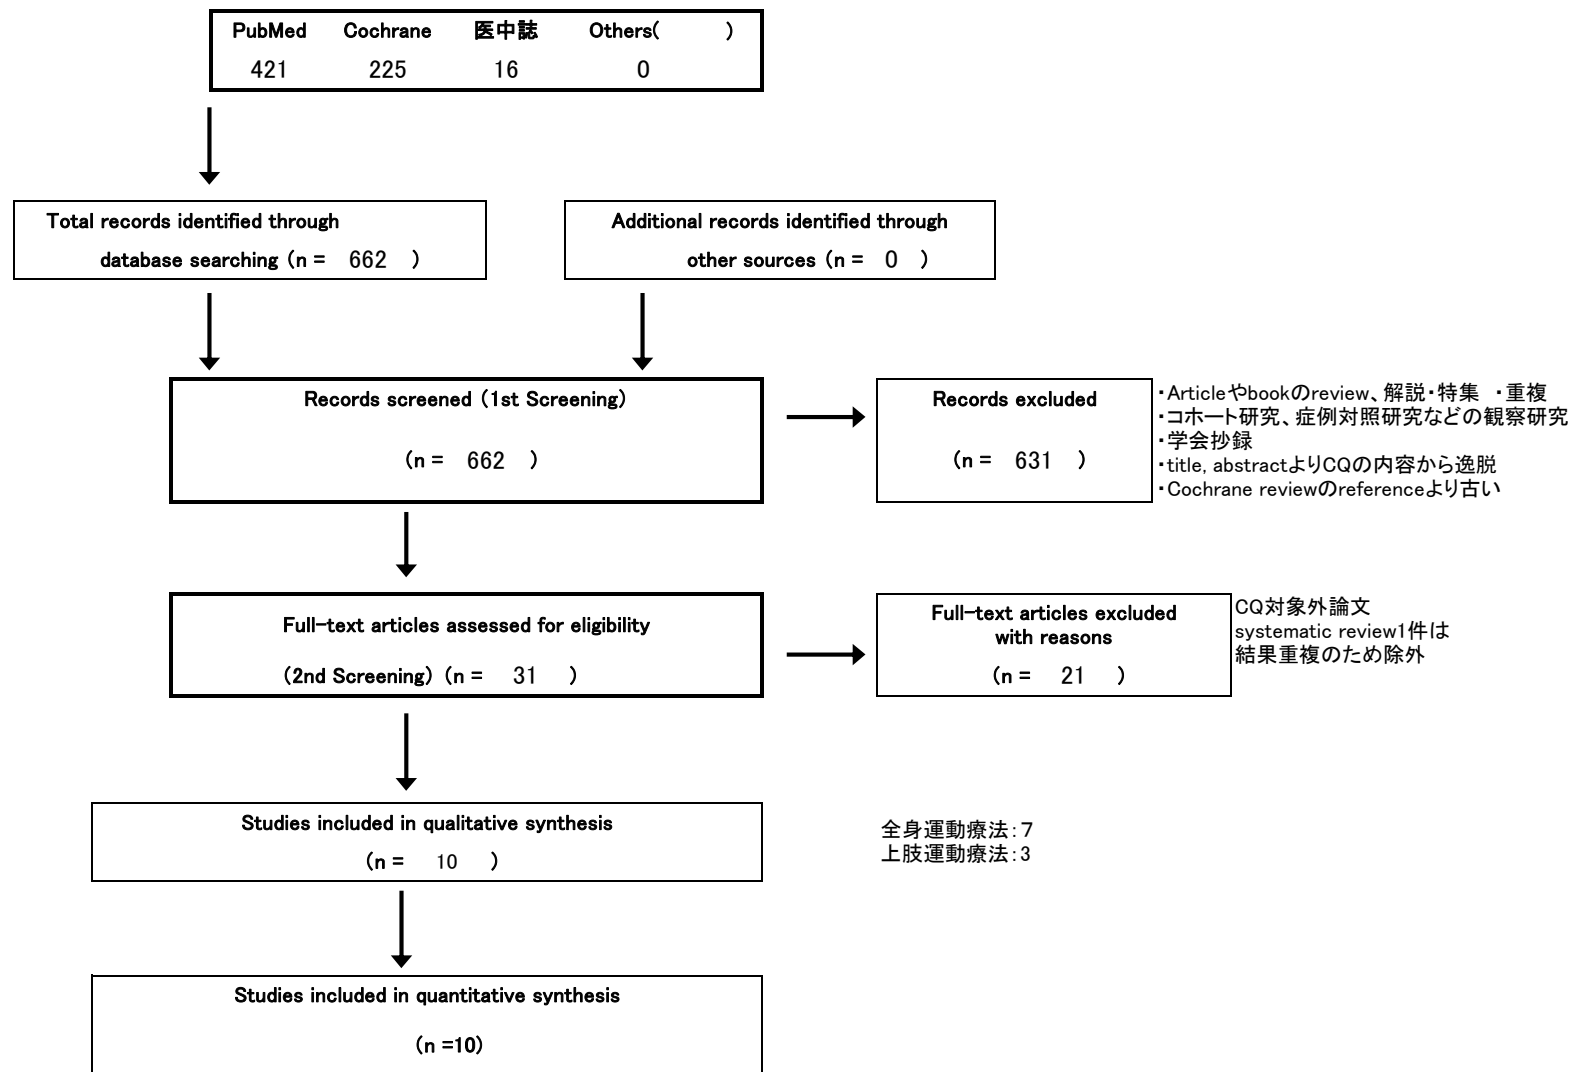 PubMed Cochrane 医中誌 Others( )
421 225 16 0
Total records identified through
database searching (n = 662 )
Additional records identified through
other sources (n = 0 )
Records screened (1st Screening)
(n = 662 )
Records excluded
(n = 631 )
・Articleやbookのreview、解説・特集 ・重複
・コホート研究、症例対照研究などの観察研究
・学会抄録
・title, abstractよりCQの内容から逸脱
・Cochrane reviewのreferenceより古い
Full-text articles assessed for eligibility
(2nd Screening) (n = 31 )
Full-text articles excluded
with reasons
(n = 21 )
CQ対象外論文
systematic review1件は
結果重複のため除外
Studies included in qualitative synthesis
(n = 10 )
全身運動療法:7
上肢運動療法:3
Studies included in quantitative synthesis
(n =10)